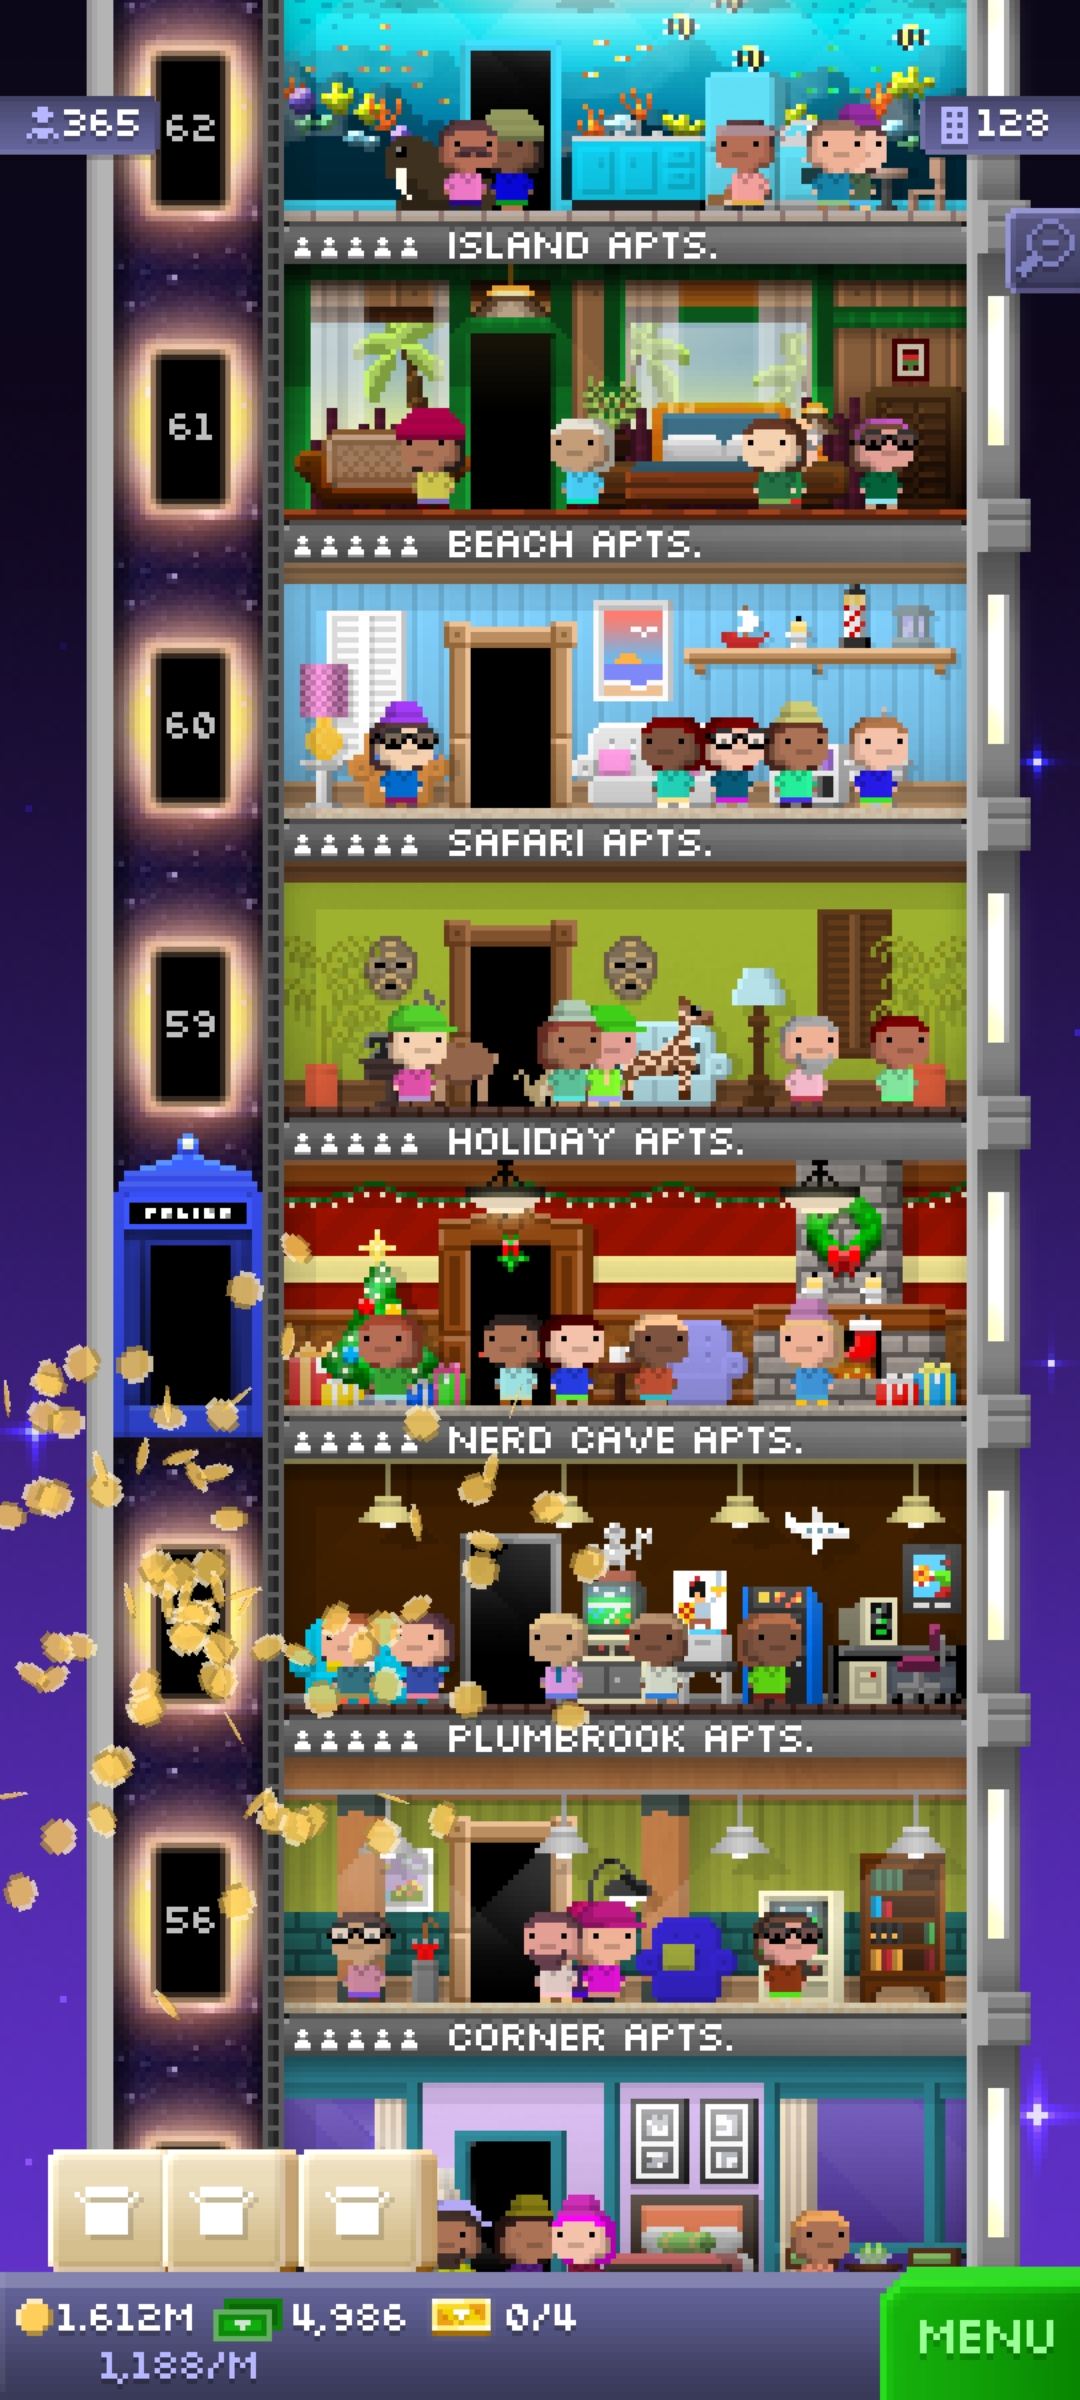 62
365
128
ISLAND APTS.
61
BEACH APTS.
60
SAFARI APTS.
59
HOLIDAY APTS.
POLICE
NERD CAVE APTS.
PLUMBROOK APTS.
56
CORNER APTS.
1.612M 4,986 0/4
1,188/M
MENU